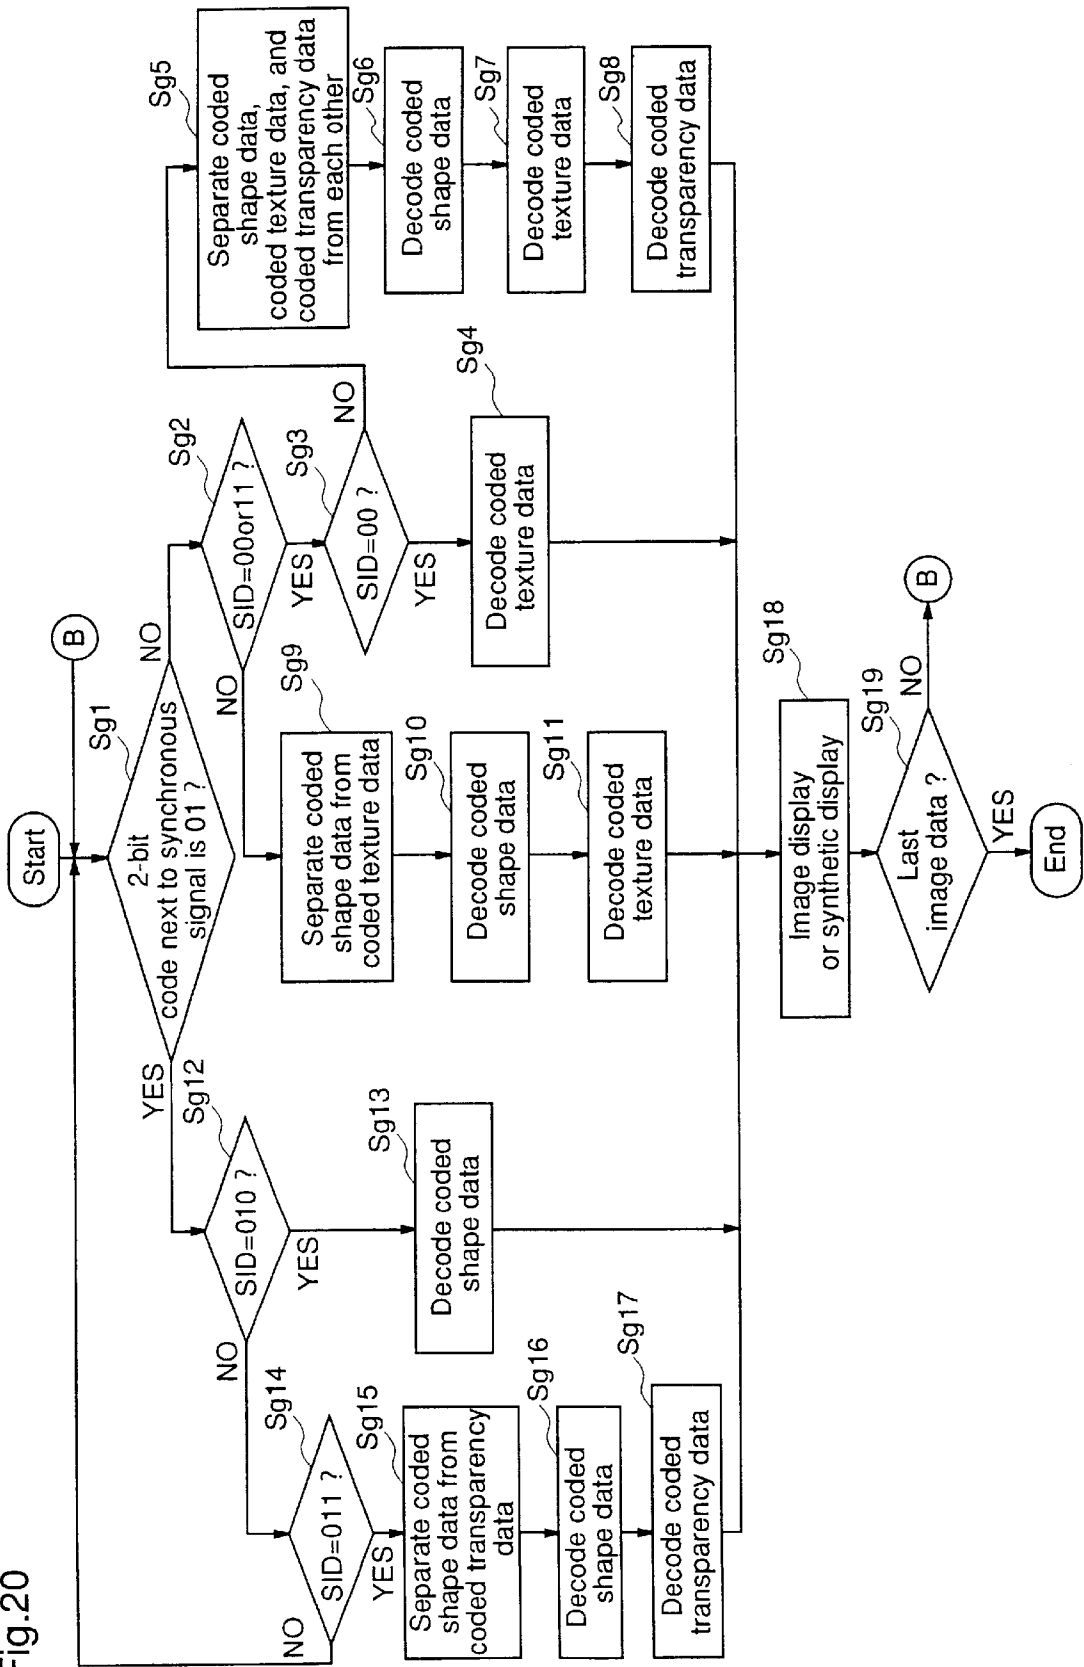 Fig.20
Start
B
Sg1
2-bit
code next to synchronous
signal is 01 ?
YES
NO
Sg12
SID=010 ?
YES
NO
Sg14
SID=011 ?
NO
YES
Sg15
Separate coded
shape data from
coded transparency
data
Sg16
Decode coded
shape data
Sg17
Decode coded
transparency data
Sg13
Decode coded
shape data
Sg2
SID=00or11 ?
NO
YES
Sg9
Separate coded
shape data from
coded texture data
Sg10
Decode coded
shape data
Sg11
Decode coded
texture data
Sg3
SID=00 ?
NO
YES
Sg4
Decode coded
texture data
Sg5
Separate coded
shape data,
coded texture data, and
coded transparency data
from each other
Sg6
Decode coded
shape data
Sg7
Decode coded
texture data
Sg8
Decode coded
transparency data
Sg18
Image display
or synthetic display
Sg19
Last
image data ?
NO
B
YES
End